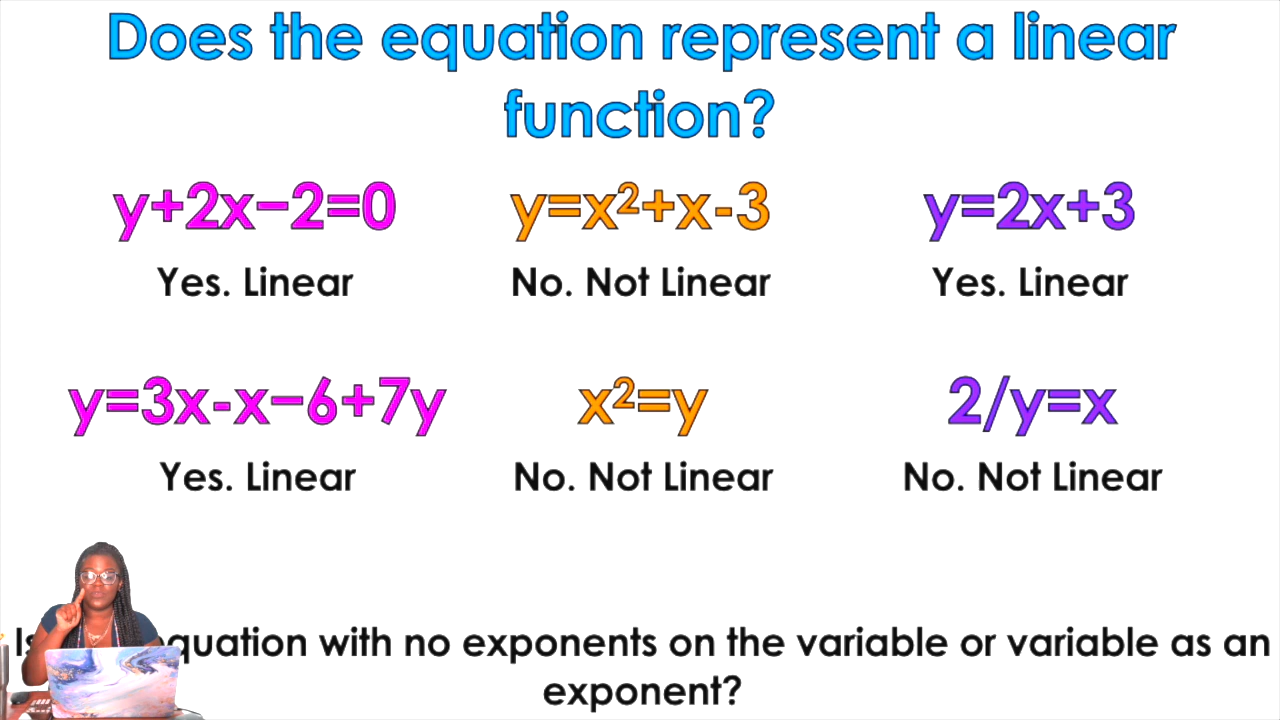 Does the equation represent a linear
function?
y+2x−2=0 y=x²+x-3 y=2x+3
Yes. Linear No. Not Linear Yes. Linear
y=3x-x−6+7y x²=y 2/y=x
Yes. Linear No. Not Linear No. Not Linear
with no exponents on the variable or variable as an
exponent?